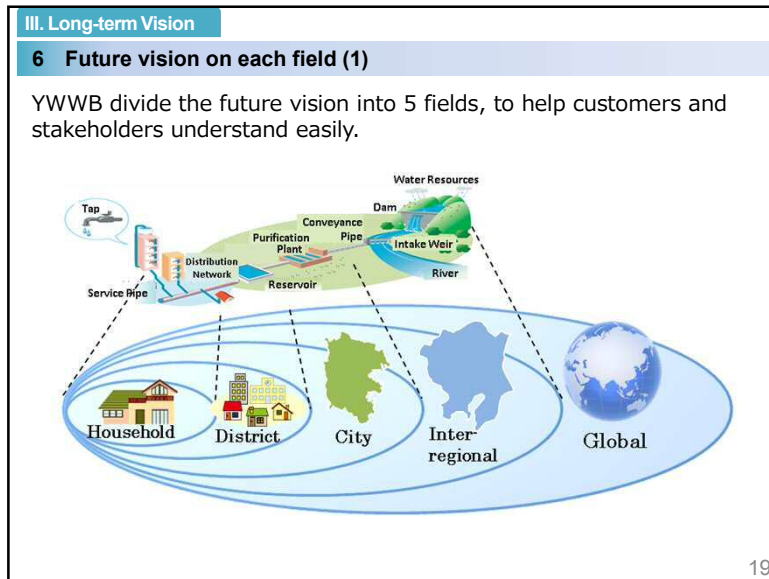 III. Long-term Vision
6 Future vision on each field (1)
YWWB divide the future vision into 5 fields, to help customers and
stakeholders understand easily.
Water Resources
Tap
Dam
Conveyance
Pipe
Purification
Plant
Intake Weir
Distribution
Network
River
Reservoir
Service Pipe
Household
District
City
Inter-
regional
Global
19